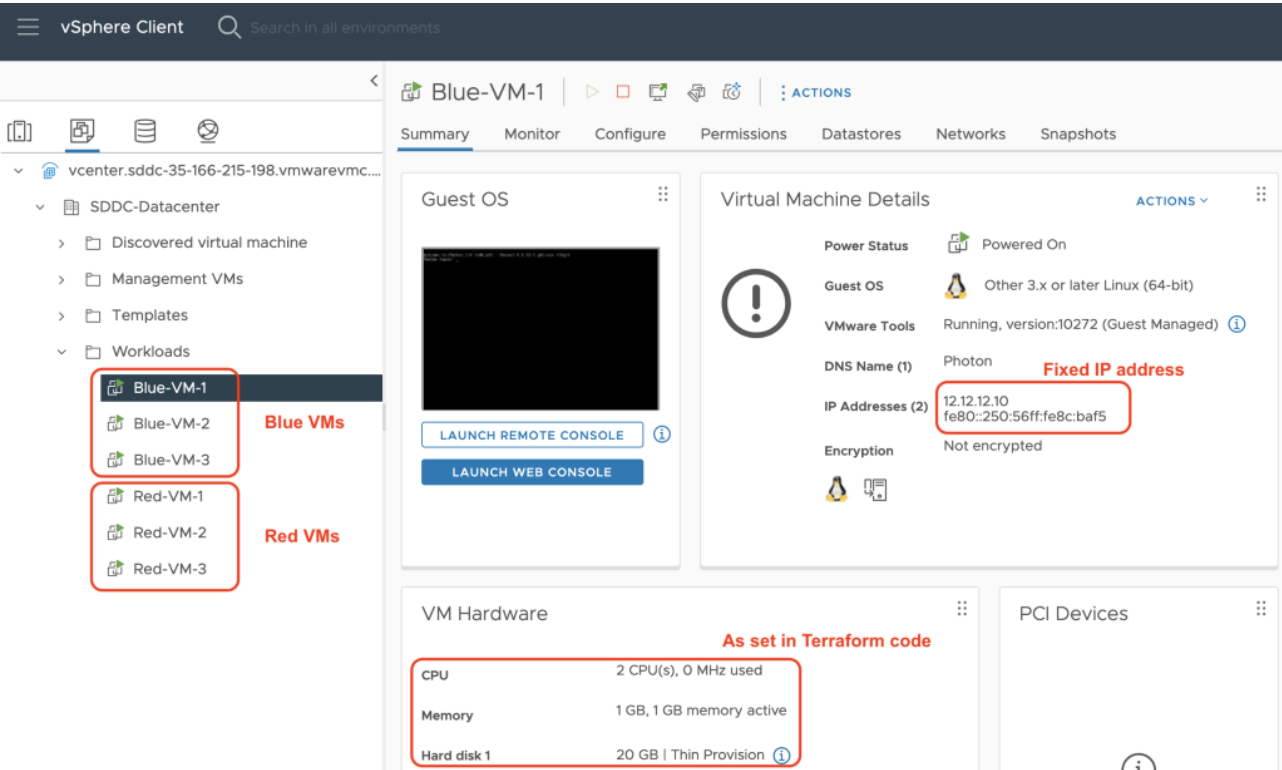 vSphere Client
Search in all environments
Blue-VM-1
ACTIONS
Summary Monitor Configure Permissions Datastores Networks Snapshots
vcenter.sddc-35-166-215-198.vmwarevmc....
SDDC-Datacenter
Discovered virtual machine
Management VMs
Templates
Workloads
Blue-VM-1
Blue-VM-2
Blue-VM-3
Blue VMs
Red-VM-1
Red-VM-2
Red-VM-3
Red VMs
Guest OS
LAUNCH REMOTE CONSOLE
LAUNCH WEB CONSOLE
Virtual Machine Details
ACTIONS
Power Status Powered On
Guest OS Other 3.x or later Linux (64-bit)
VMware Tools Running, version:10272 (Guest Managed)
DNS Name (1) Photon
Fixed IP address
IP Addresses (2) 12.12.12.10
fe80::250:56ff:fe8c:baf5
Encryption Not encrypted
VM Hardware
As set in Terraform code
CPU 2 CPU(s), 0 MHz used
Memory 1 GB, 1 GB memory active
Hard disk 1 20 GB | Thin Provision
PCI Devices